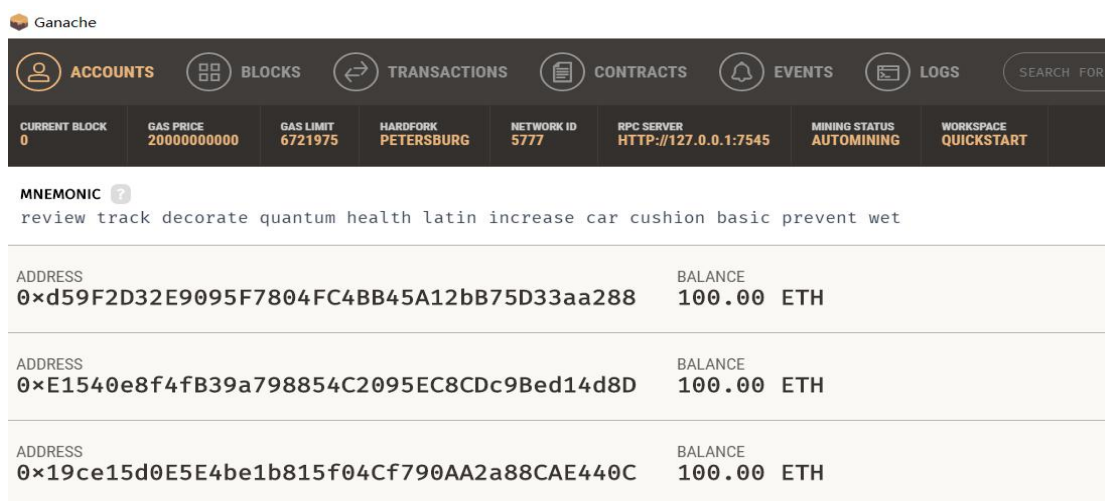 Ganache
ACCOUNTS BLOCKS TRANSACTIONS CONTRACTS EVENTS LOGS SEARCH FOR
CURRENT BLOCK GAS PRICE GAS LIMIT HARDFORK NETWORK ID RPC SERVER MINING STATUS WORKSPACE
0 20000000000 6721975 PETERSBURG 5777 HTTP://127.0.0.1:7545 AUTOMINING QUICKSTART
MNEMONIC ?
review track decorate quantum health latin increase car cushion basic prevent wet
ADDRESS BALANCE
0×d59F2D32E9095F7804FC4BB45A12bB75D33aa288 100.00 ETH
ADDRESS BALANCE
0×E1540e8f4fB39a798854C2095EC8CDc9Bed14d8D 100.00 ETH
ADDRESS BALANCE
0×19ce15d0E5E4be1b815f04Cf790AA2a88CAE440C 100.00 ETH